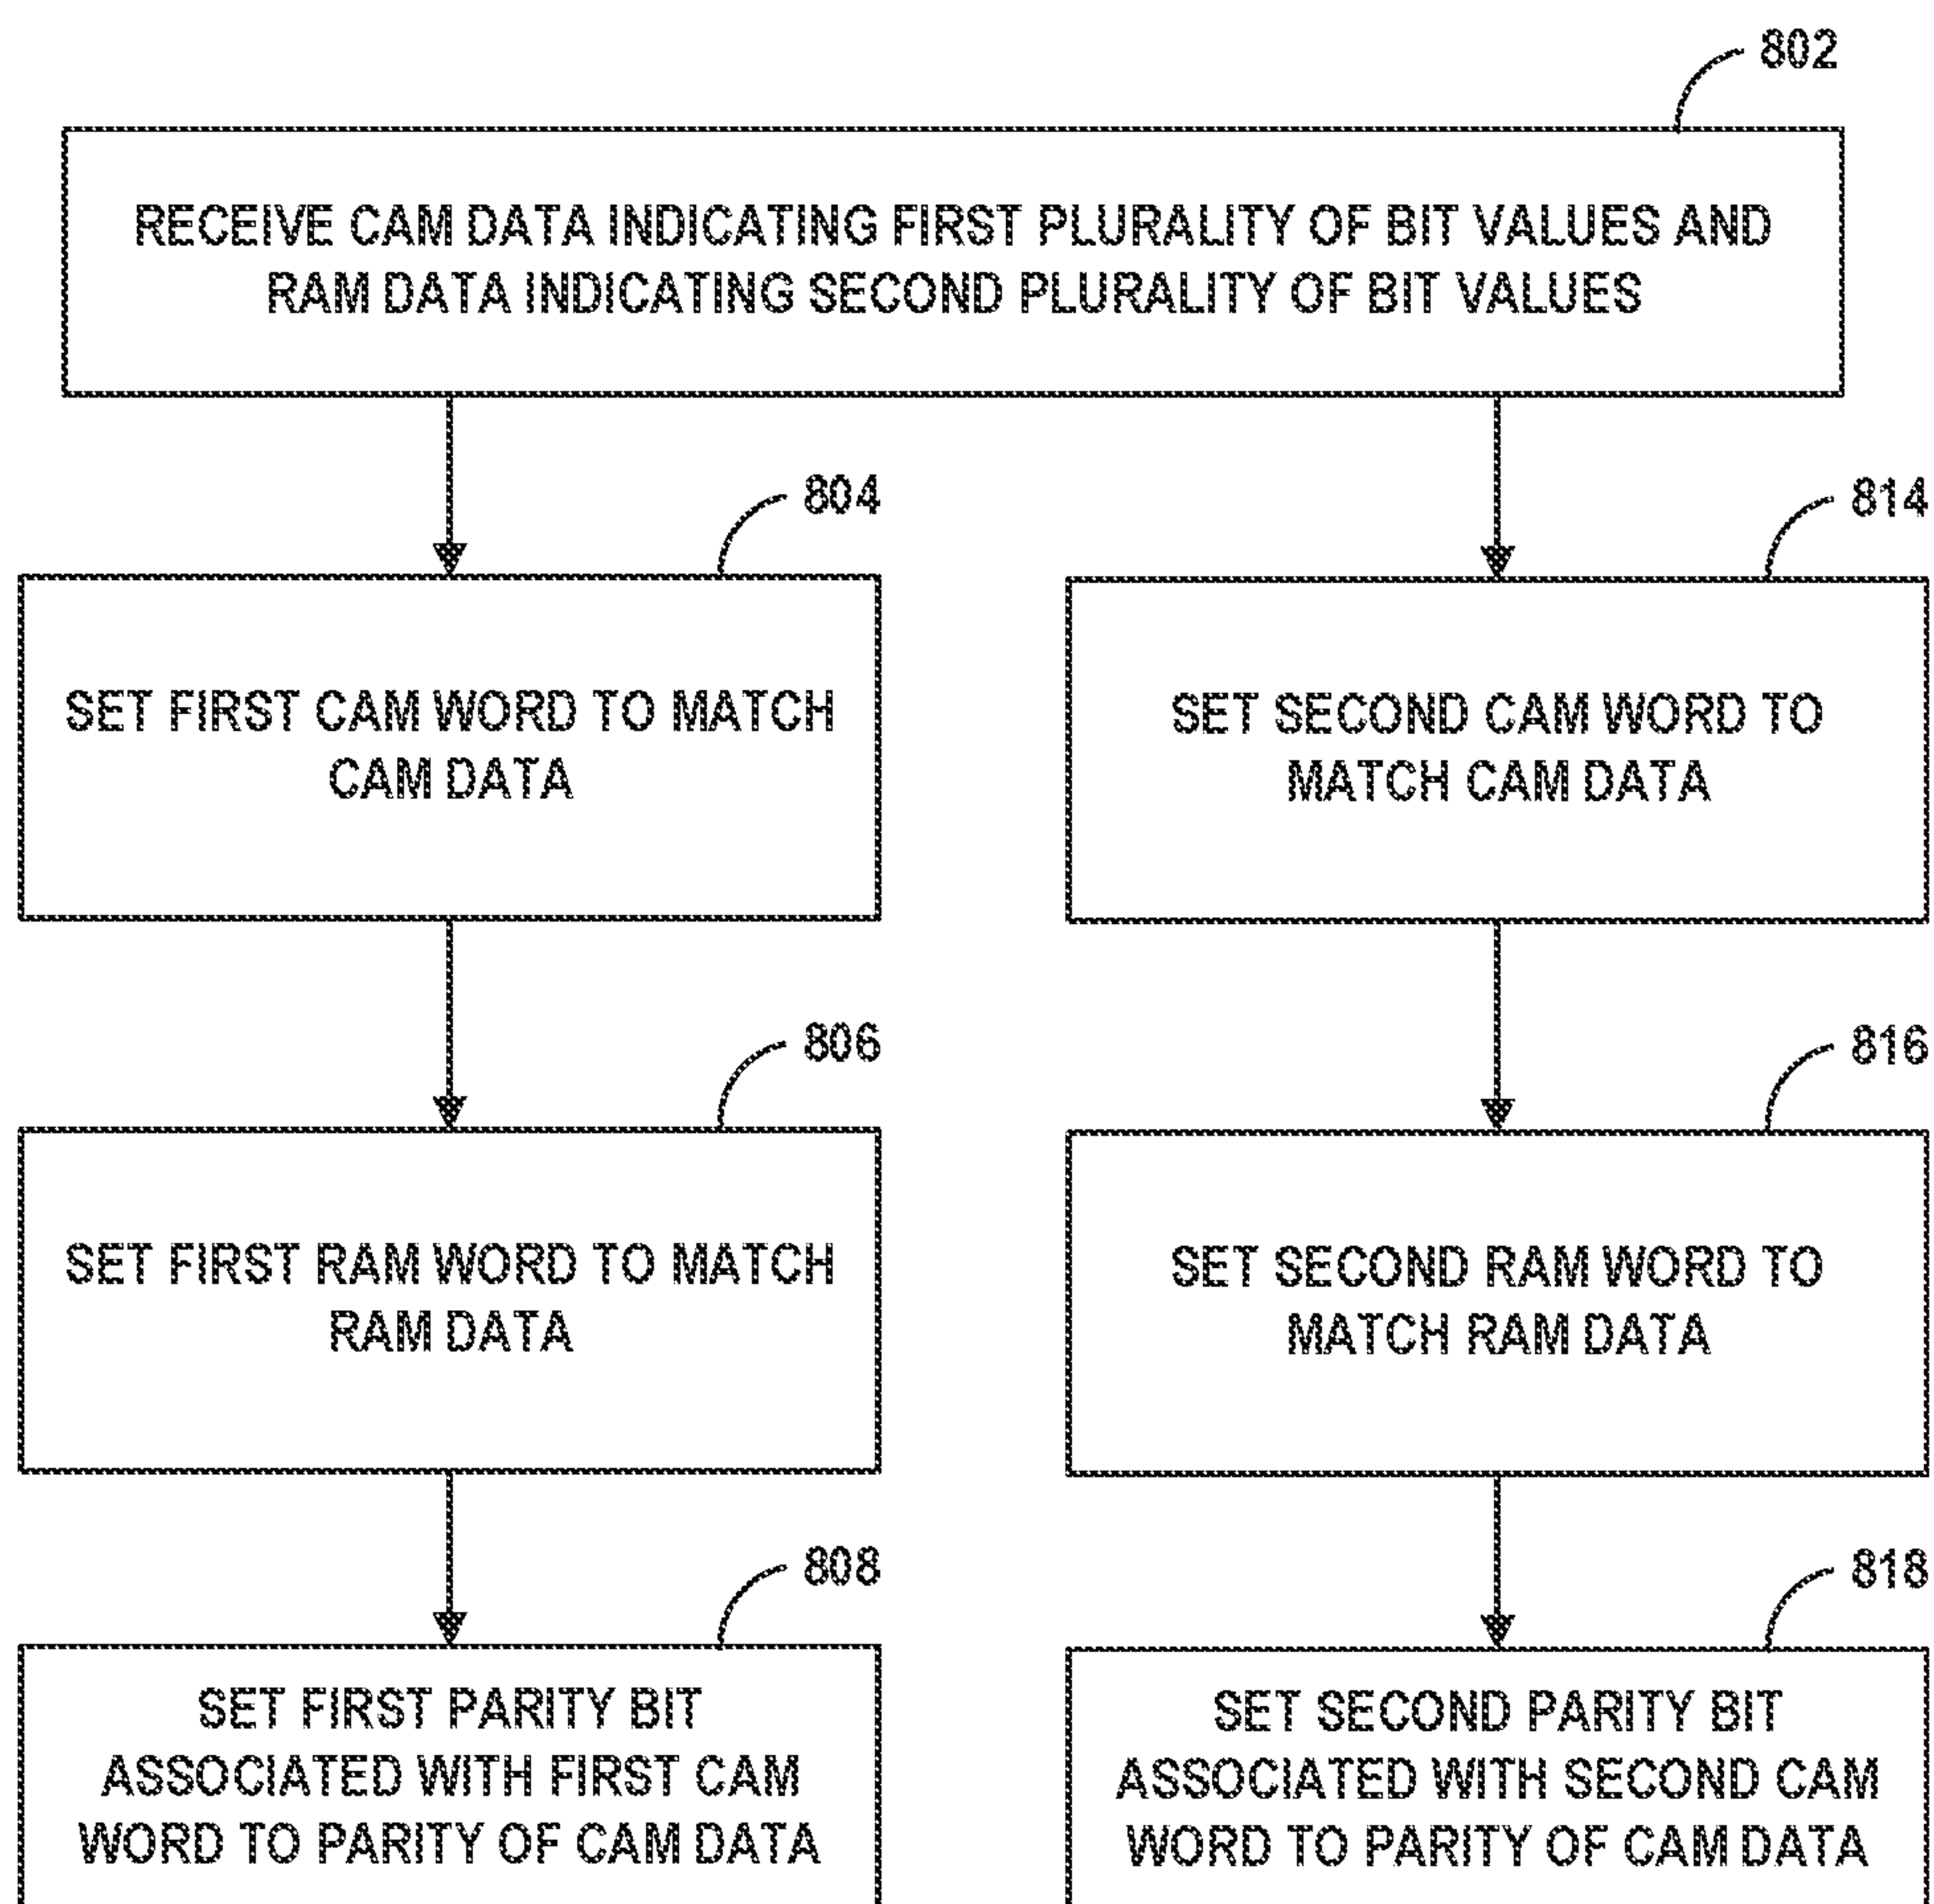 802
RECEIVE CAM DATA INDICATING FIRST PLURALITY OF BIT VALUES AND
RAM DATA INDICATING SECOND PLURALITY OF BIT VALUES
804
SET FIRST CAM WORD TO MATCH
CAM DATA
814
SET SECOND CAM WORD TO
MATCH CAM DATA
806
SET FIRST RAM WORD TO MATCH
RAM DATA
816
SET SECOND RAM WORD TO
MATCH RAM DATA
808
SET FIRST PARITY BIT
ASSOCIATED WITH FIRST CAM
WORD TO PARITY OF CAM DATA
818
SET SECOND PARITY BIT
ASSOCIATED WITH SECOND CAM
WORD TO PARITY OF CAM DATA